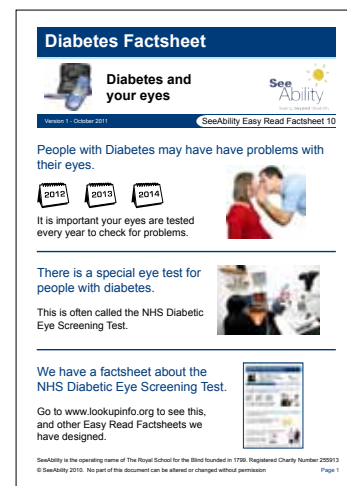 Diabetes Factsheet
Diabetes and
your eyes
See
Ability
Seeing beyond disability
Version 1 - October 2011
SeeAbility Easy Read Factsheet 10
People with Diabetes may have have problems with
their eyes.
2012 2013 2014
It is important your eyes are tested
every year to check for problems.
There is a special eye test for
people with diabetes.
This is often called the NHS Diabetic
Eye Screening Test.
We have a factsheet about the
NHS Diabetic Eye Screening Test.
Go to www.lookupinfo.org to see this,
and other Easy Read Factsheets we
have designed.
SeeAbility is the operating name of The Royal School for the Blind founded in 1799. Registered Charity Number 255913
© SeeAbility 2010. No part of this document can be altered or changed without permission
Page 1